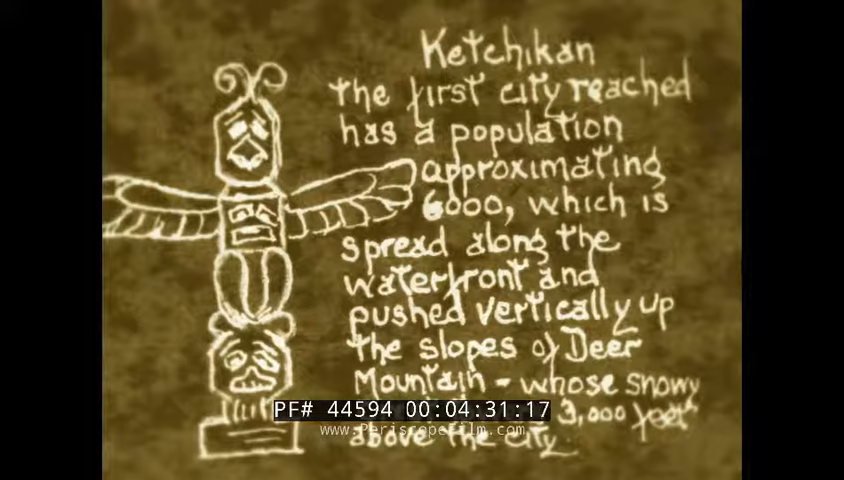 Ketchikan
the first city reached
has a population
approximating
6000, which is
spread along the
waterfront and
pushed vertically up
the slopes of Deer
Mountain - whose snowy
3,000 feet
PF# 44594 00:04:31:17
www.PeriscopeFilm.com
above the city.